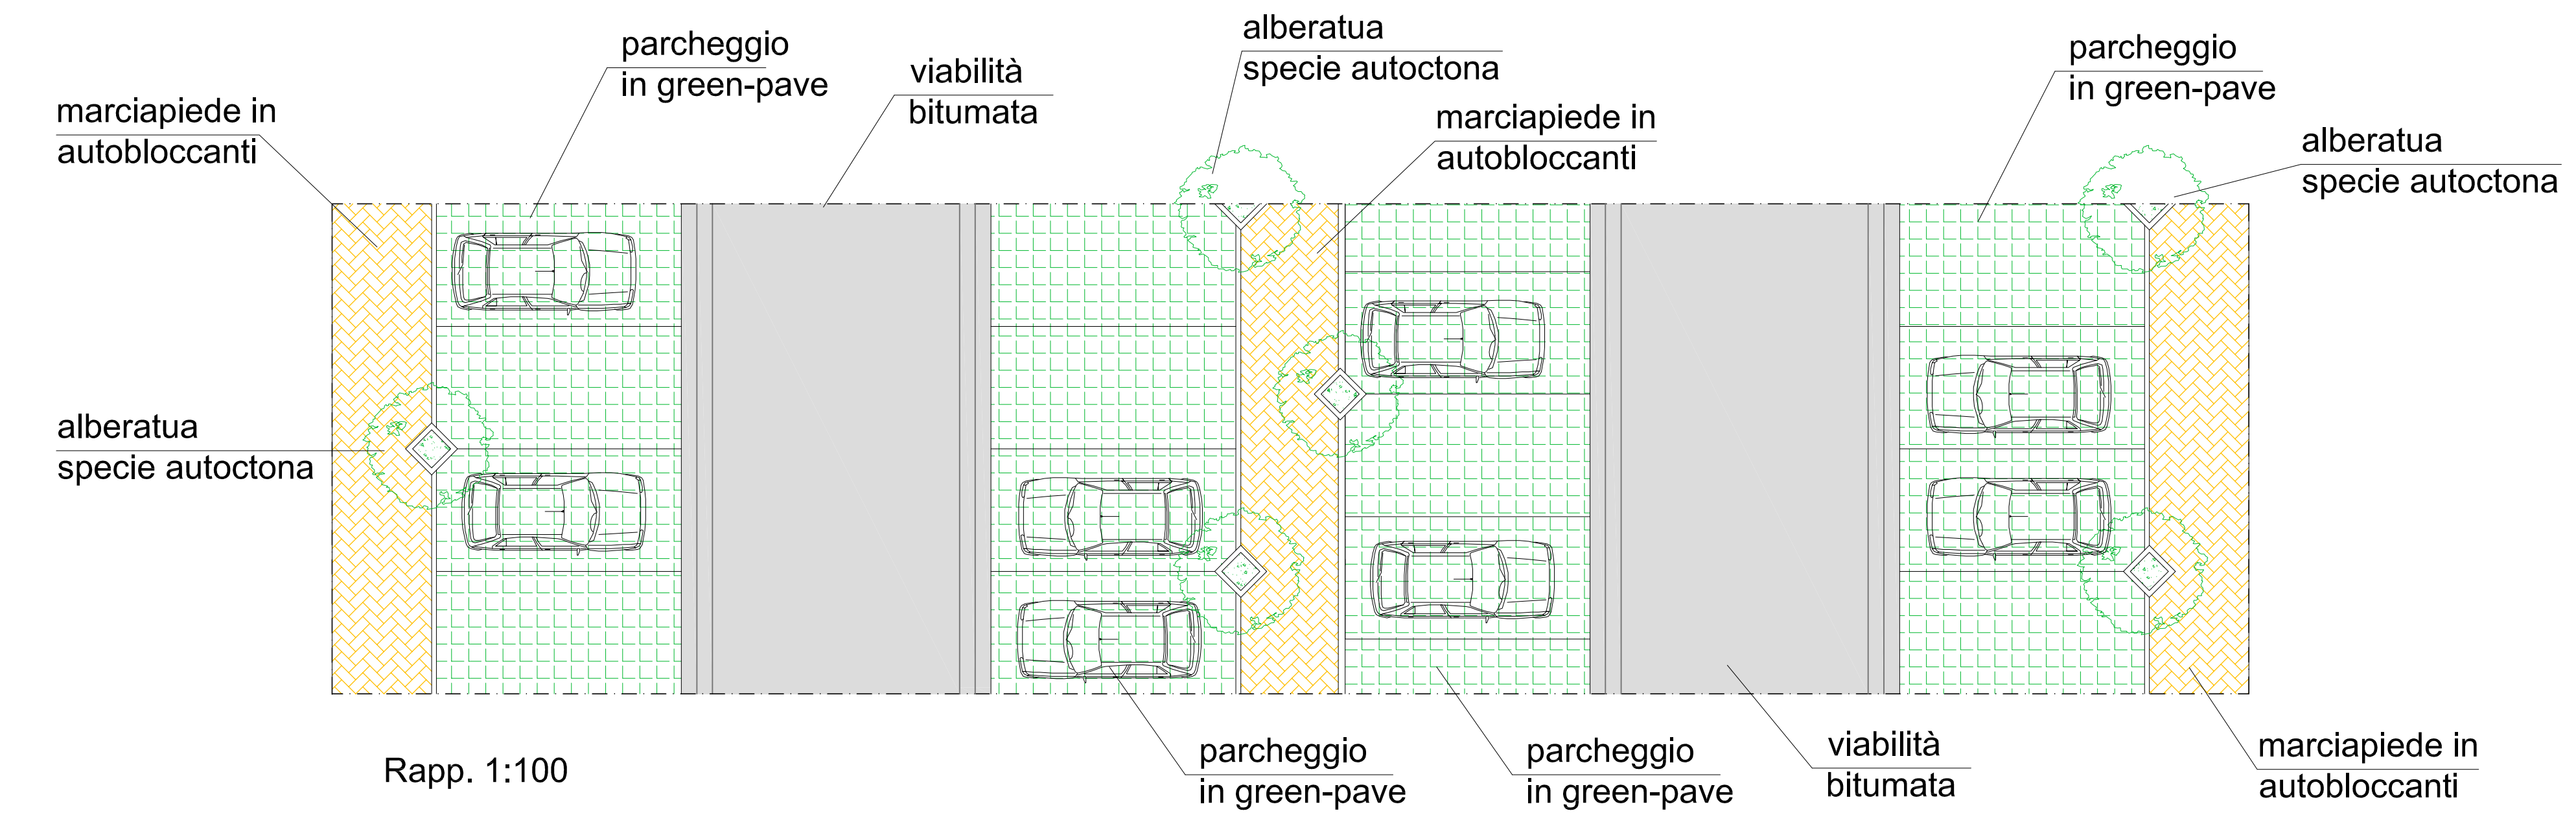 alberatua
specie autoctona
parcheggio
in green-pave
parcheggio
in green-pave
viabilità
bitumata
marciapiede in
autobloccanti
marciapiede in
autobloccanti
alberatua
specie autoctona
alberatua
specie autoctona
parcheggio
in green-pave
parcheggio
in green-pave
viabilità
bitumata
marciapiede in
autobloccanti
Rapp. 1:100